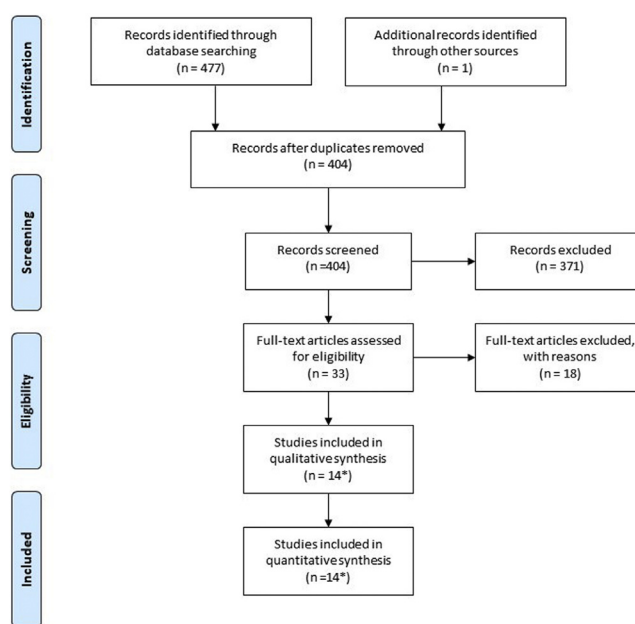 Identification
Records identified through
database searching
(n = 477)
Additional records identified
through other sources
(n = 1)
Records after duplicates removed
(n = 404)
Screening
Records screened
(n =404)
Records excluded
(n = 371)
Eligibility
Full-text articles assessed
for eligibility
(n = 33)
Full-text articles excluded,
with reasons
(n = 18)
Studies included in
qualitative synthesis
(n = 14*)
Included
Studies included in
quantitative synthesis
(n =14*)